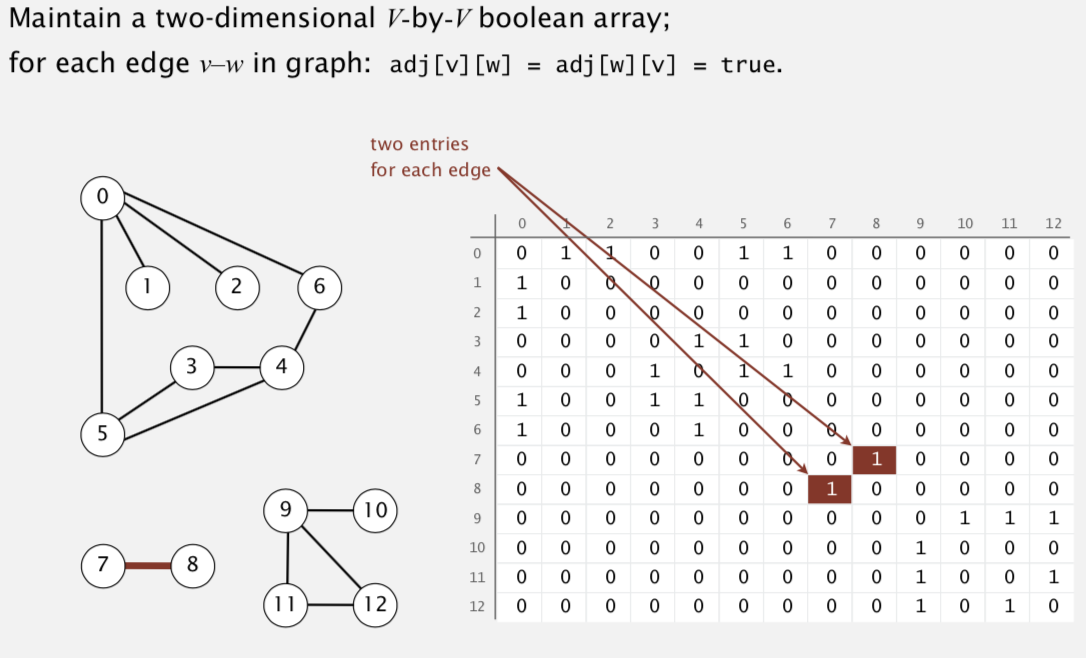 Maintain a two-dimensional V-by-V boolean array;
for each edge v–w in graph: adj[v][w] = adj[w][v] = true.
two entries
for each edge
0
1
2
6
3
4
5
9
10
7
8
11
12
0 1 2 3 4 5 6 7 8 9 10 11 12
0 0 1 1 0 0 1 1 0 0 0 0 0 0
1 1 0 0 0 0 0 0 0 0 0 0 0 0
2 1 0 0 0 0 0 0 0 0 0 0 0 0
3 0 0 0 0 1 1 0 0 0 0 0 0 0
4 0 0 0 1 0 1 1 0 0 0 0 0 0
5 1 0 0 1 1 0 0 0 0 0 0 0 0
6 1 0 0 0 1 0 0 0 0 0 0 0 0
7 0 0 0 0 0 0 0 0 1 0 0 0 0
8 0 0 0 0 0 0 0 1 0 0 0 0 0
9 0 0 0 0 0 0 0 0 0 0 1 1 1
10 0 0 0 0 0 0 0 0 0 1 0 0 0
11 0 0 0 0 0 0 0 0 0 1 0 0 1
12 0 0 0 0 0 0 0 0 0 1 0 1 0